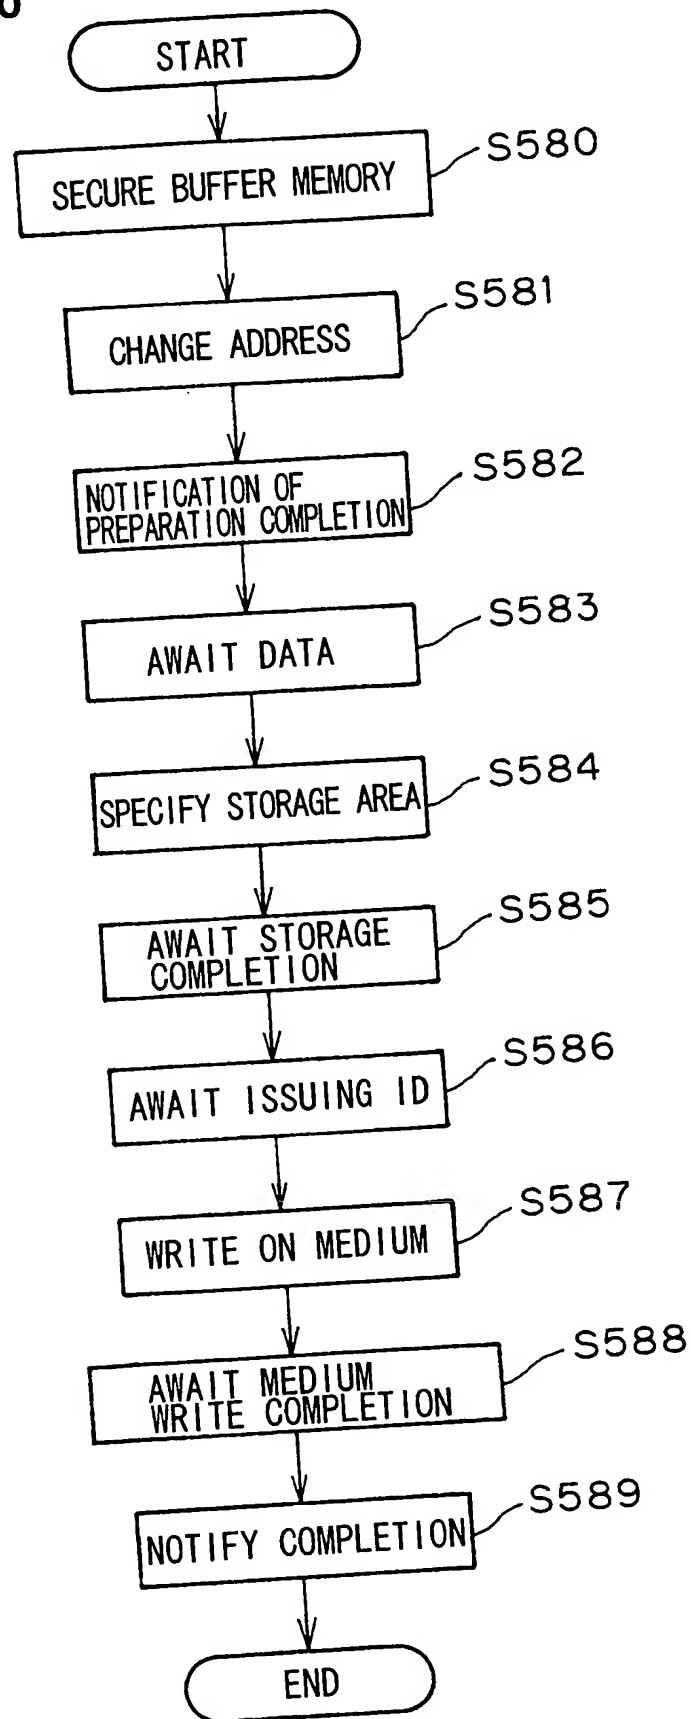 START
SECURE BUFFER MEMORY
S580
CHANGE ADDRESS
S581
NOTIFICATION OF
PREPARATION COMPLETION
S582
AWAIT DATA
S583
SPECIFY STORAGE AREA
S584
AWAIT STORAGE
COMPLETION
S585
AWAIT ISSUING ID
S586
WRITE ON MEDIUM
S587
AWAIT MEDIUM
WRITE COMPLETION
S588
NOTIFY COMPLETION
S589
END